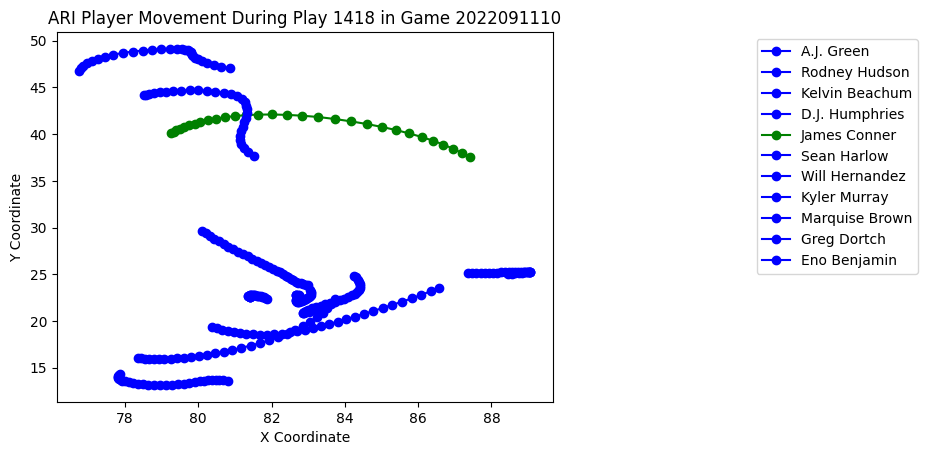 ARI Player Movement During Play 1418 in Game 2022091110
50
45
40
35
30
25
20
15
Y Coordinate
78
80
82
84
86
88
X Coordinate
A.J. Green
Rodney Hudson
Kelvin Beachum
D.J. Humphries
James Conner
Sean Harlow
Will Hernandez
Kyler Murray
Marquise Brown
Greg Dortch
Eno Benjamin